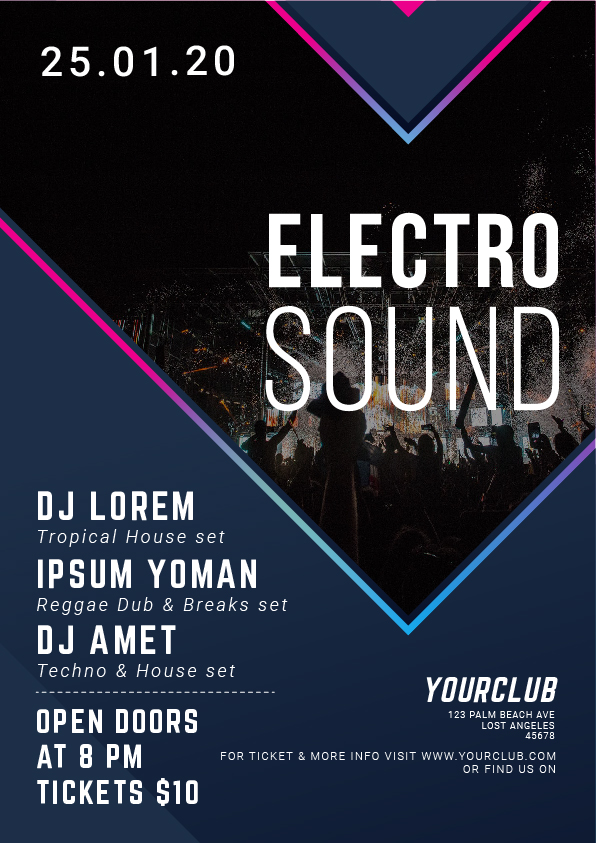 25.01.20
ELECTRO
SOUND
DJ LOREM
Tropical House set
IPSUM YOMAN
Reggae Dub & Breaks set
DJ AMET
Techno & House set
OPEN DOORS
AT 8 PM
TICKETS $10
YOURCLUB
123 PALM BEACH AVE
LOST ANGELES
45678
FOR TICKET & MORE INFO VISIT WWW.YOURCLUB.COM
OR FIND US ON